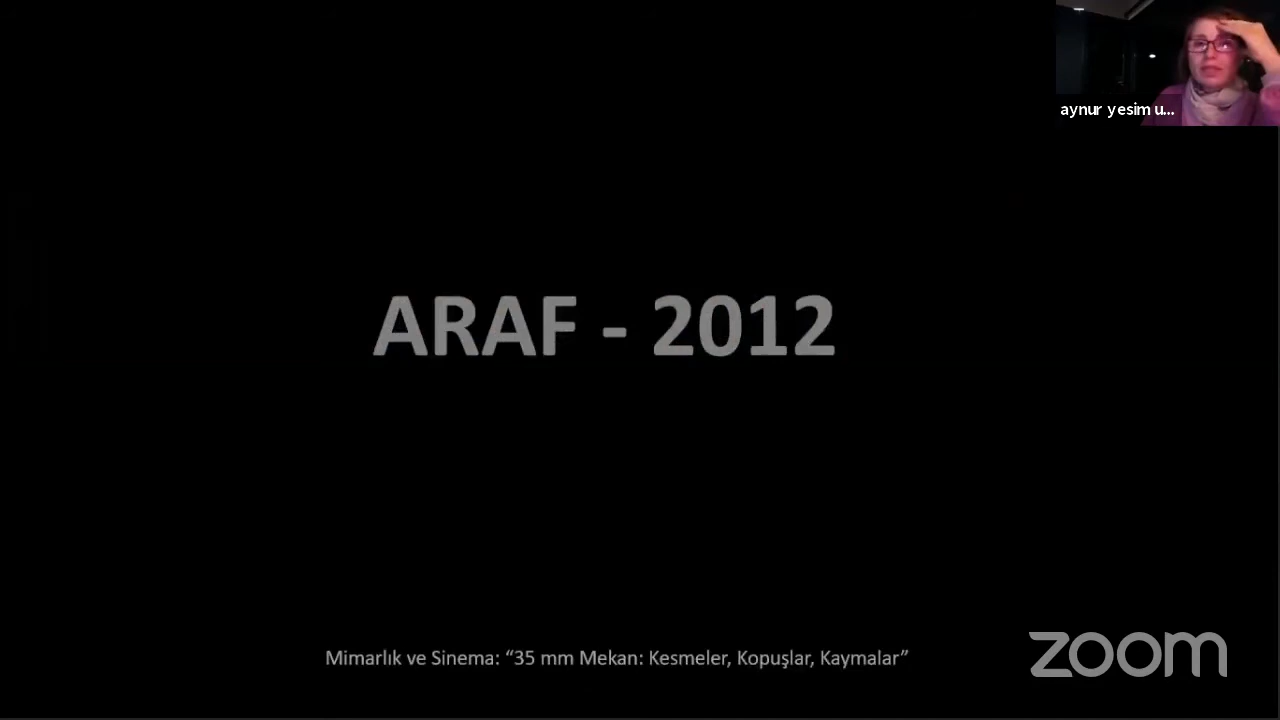 aynur yesim u...
ARAF - 2012
Mimarlık ve Sinema: “35 mm Mekan: Kesmeler, Kopuşlar, Kaymalar”
zoom